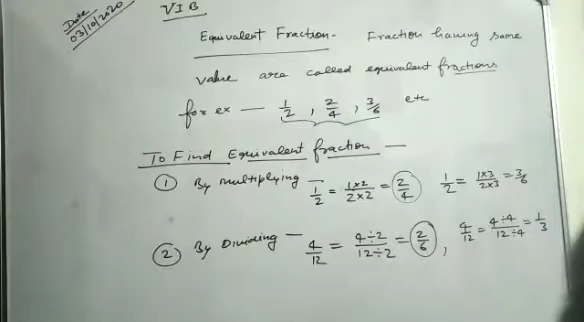 Date
03/10/2020
VI B
Equivalent Fraction - Fraction having same
value are called equivalent fractions
for ex — 1/2 , 2/4 , 3/6 etc
To Find Equivalent fraction —
① By multiplying — 1/2 = 1×2/2×2 = 2/4 1/2 = 1×3/2×3 = 3/6
② By Dividing — 4/12 = 4÷2/12÷2 = 2/6 , 4/12 = 4÷4/12÷4 = 1/3